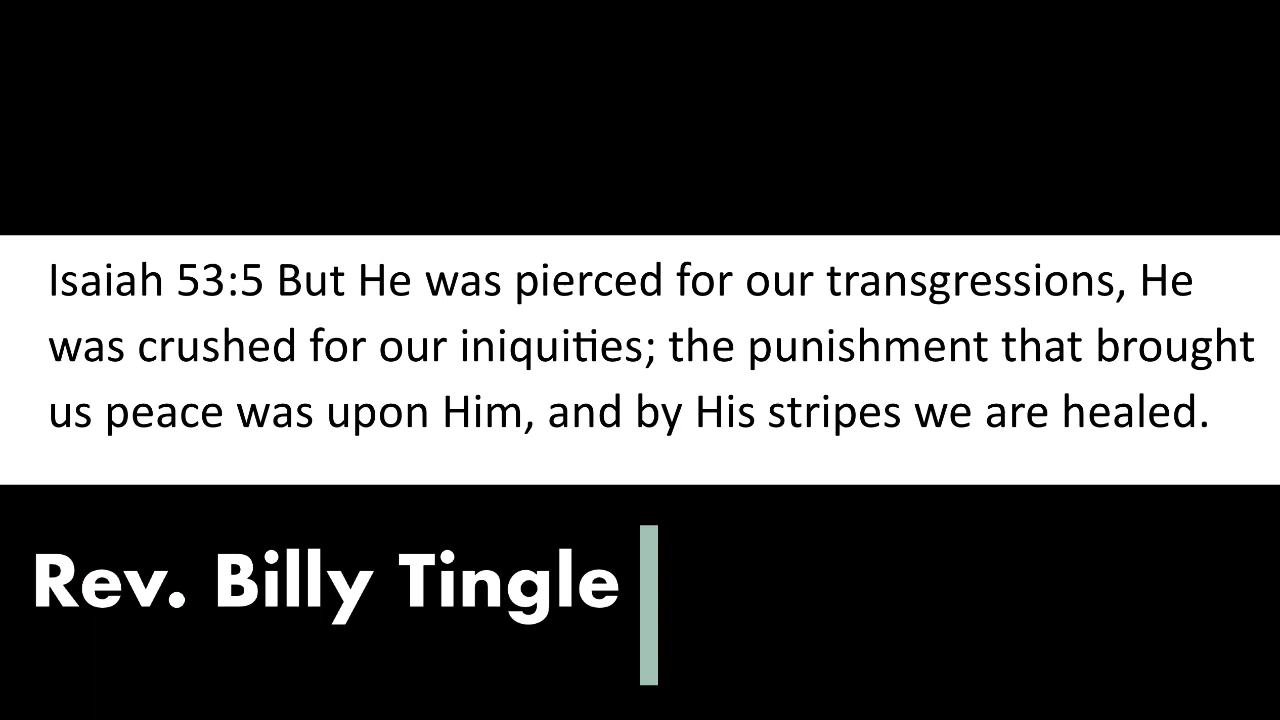 Isaiah 53:5 But He was pierced for our transgressions, He
was crushed for our iniquities; the punishment that brought
us peace was upon Him, and by His stripes we are healed.
Rev. Billy Tingle